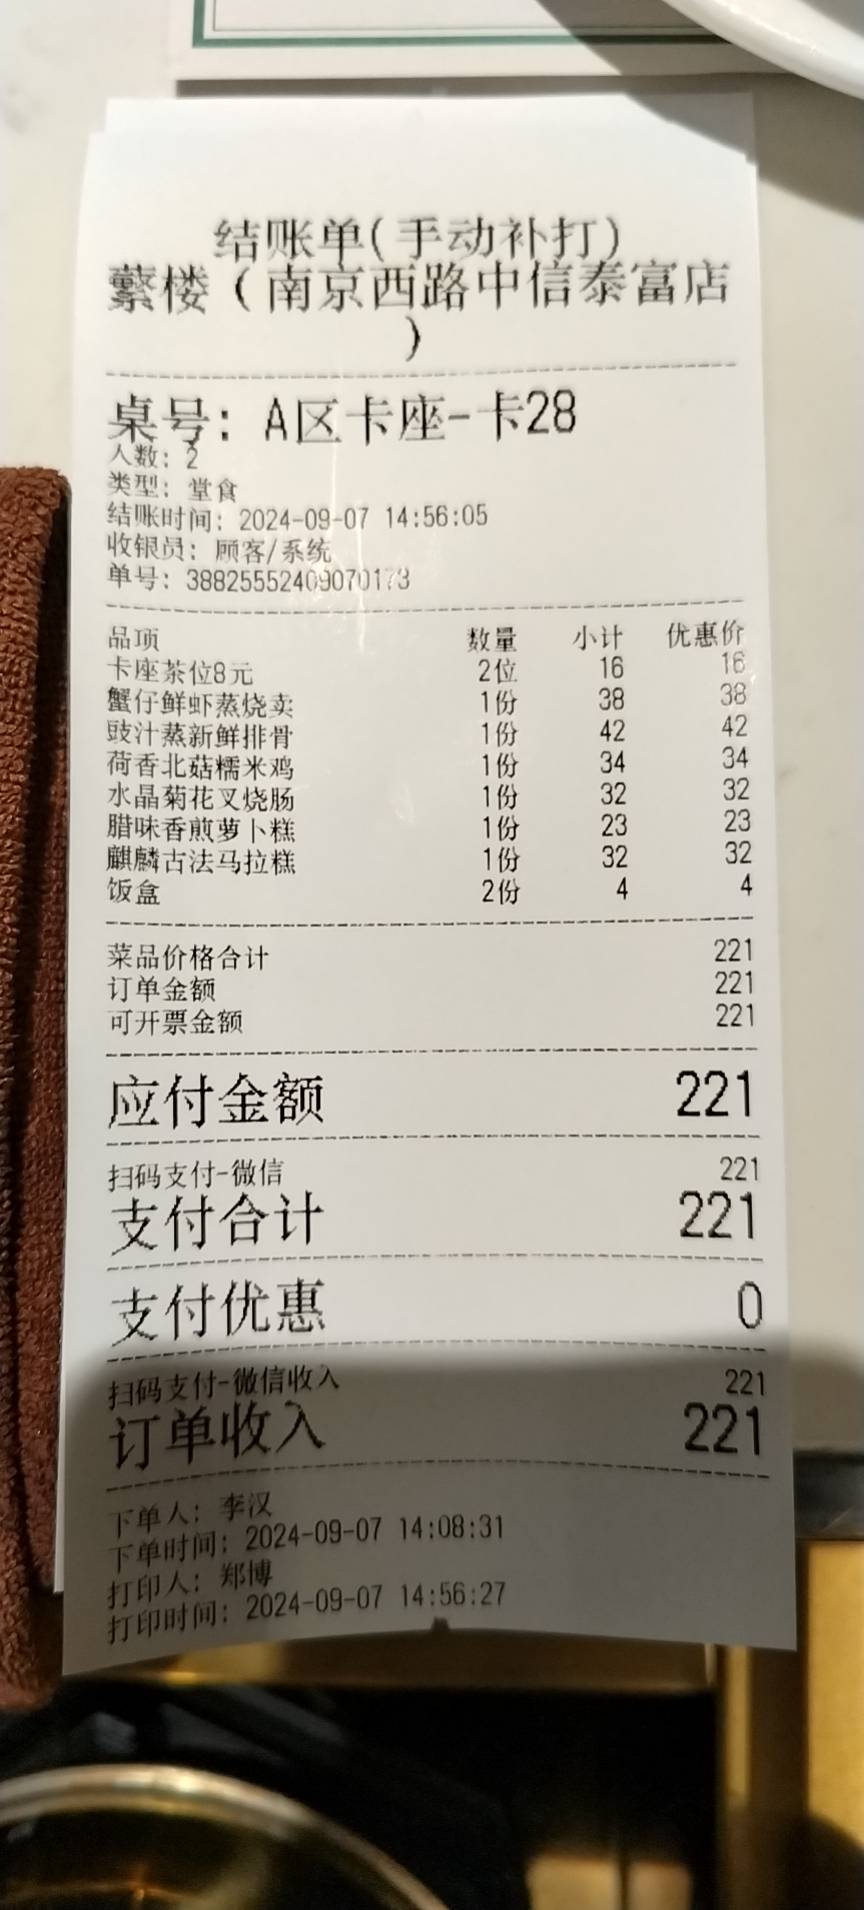 结账单(手动补打)
蘩楼(南京西路中信泰富店
)
桌号: A区卡座-卡28
人数: 2
类型: 堂食
结账时间: 2024-09-07 14:56:05
收银员: 顾客/系统
单号: 38825552409070173
品项 数量 小计 优惠价
卡座茶位8元 2位 16 16
蟹仔鲜虾蒸烧卖 1份 38 38
豉汁蒸新鲜排骨 1份 42 42
荷香北菇糯米鸡 1份 34 34
水晶菊花叉烧肠 1份 32 32
腊味香煎萝卜糕 1份 23 23
麒麟古法马拉糕 1份 32 32
饭盒 2份 4 4
菜品价格合计 221
订单金额 221
可开票金额 221
应付金额 221
扫码支付-微信 221
支付合计 221
支付优惠 0
扫码支付-微信收入 221
订单收入 221
下单人: 李汉
下单时间: 2024-09-07 14:08:31
打印人: 郑博
打印时间: 2024-09-07 14:56:27